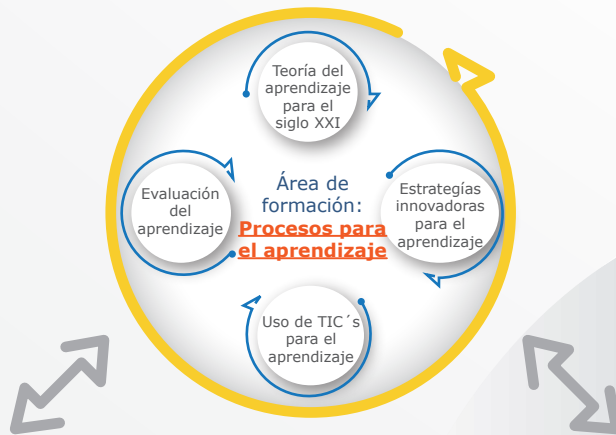 Teoría del
aprendizaje
para el
siglo XXI
Evaluación
del
aprendizaje
Área de
formación:
Procesos para
el aprendizaje
Estrategías
innovadoras
para el
aprendizaje
Uso de TIC´s
para el
aprendizaje